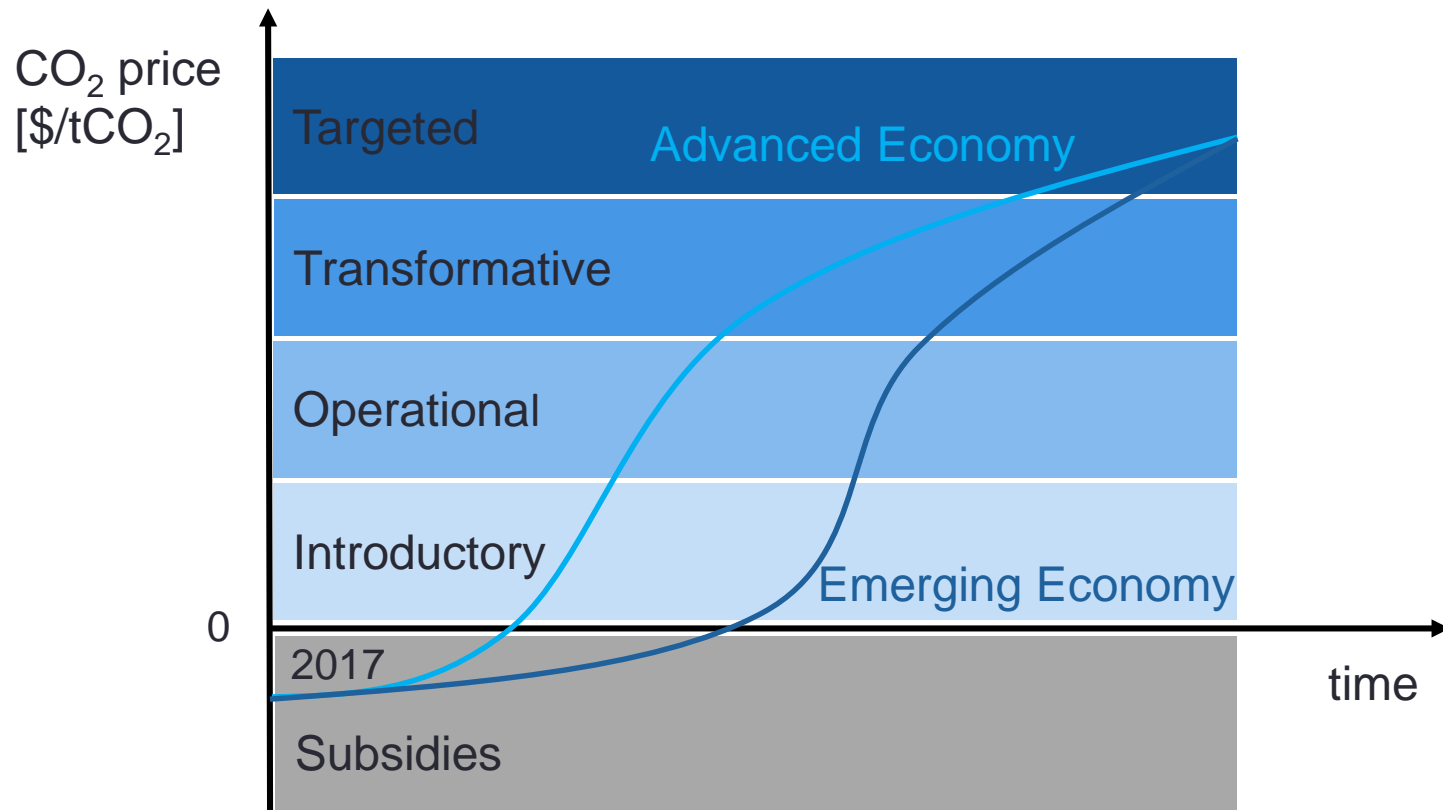 CO₂ price
[$/tCO₂]
Targeted
Advanced Economy
Transformative
Operational
Introductory
Emerging Economy
0
2017
time
Subsidies